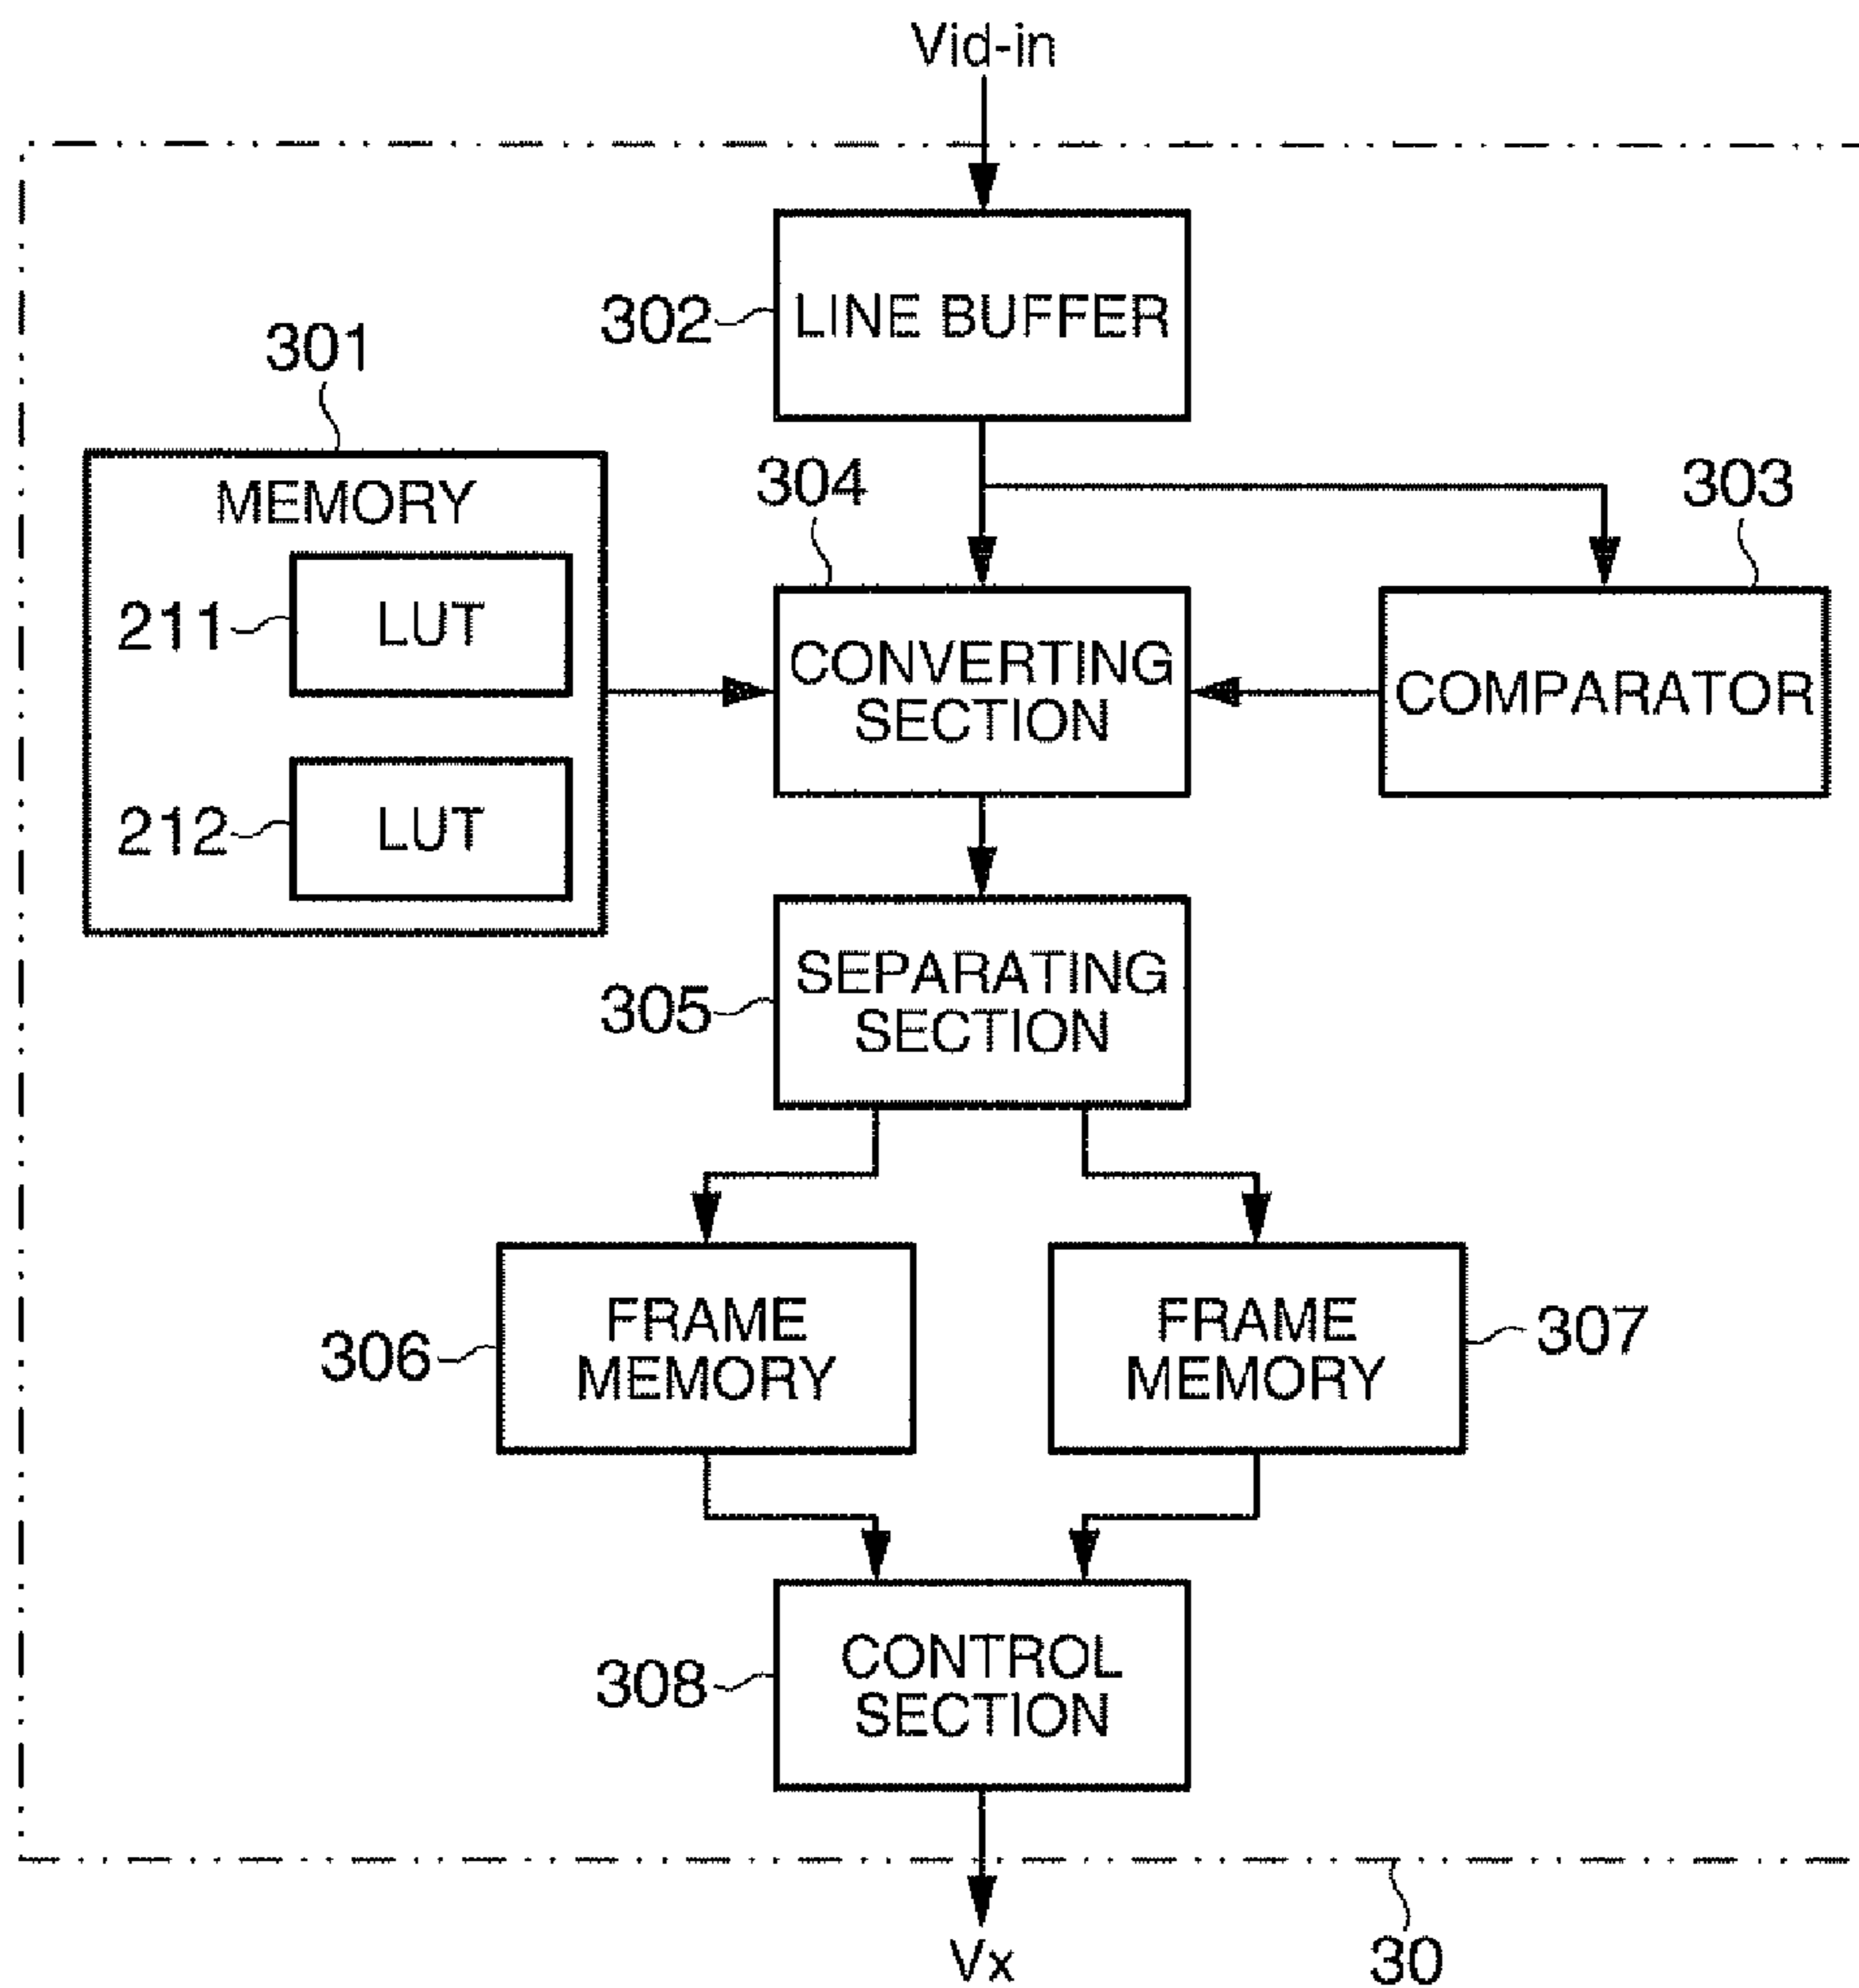 Vid-in
302
LINE BUFFER
301
MEMORY
304
303
211
LUT
CONVERTING
SECTION
COMPARATOR
212
LUT
305
SEPARATING
SECTION
306
FRAME
MEMORY
FRAME
MEMORY
307
308
CONTROL
SECTION
Vx
30